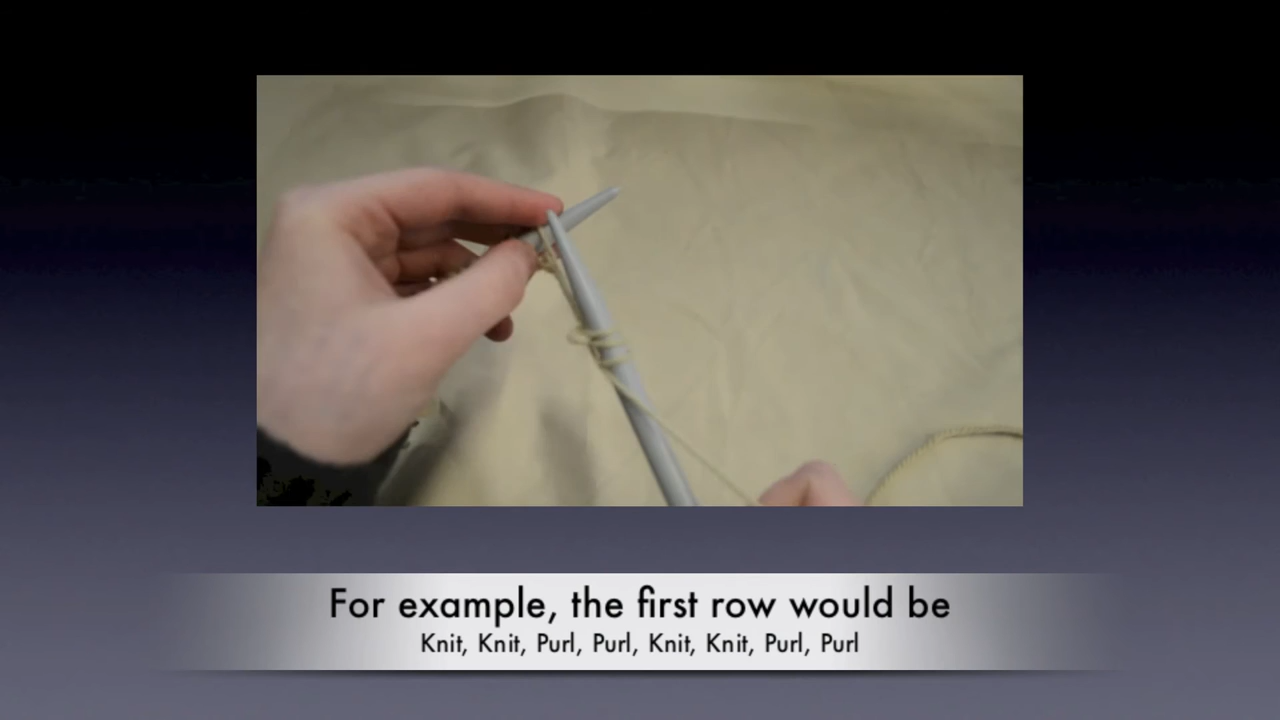 For example, the first row would be
Knit, Knit, Purl, Purl, Knit, Knit, Purl, Purl